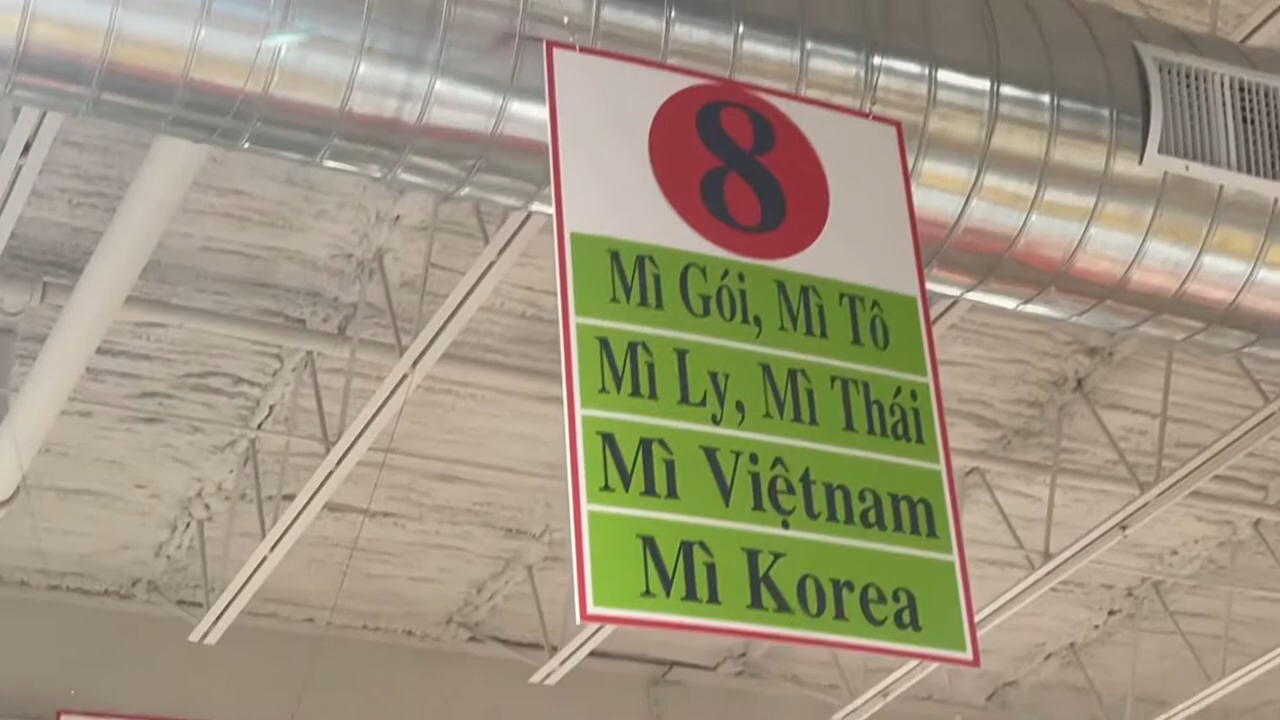 8
Mì Gói, Mì Tô
Mì Ly, Mì Thái
Mì Việtnam
Mì Korea